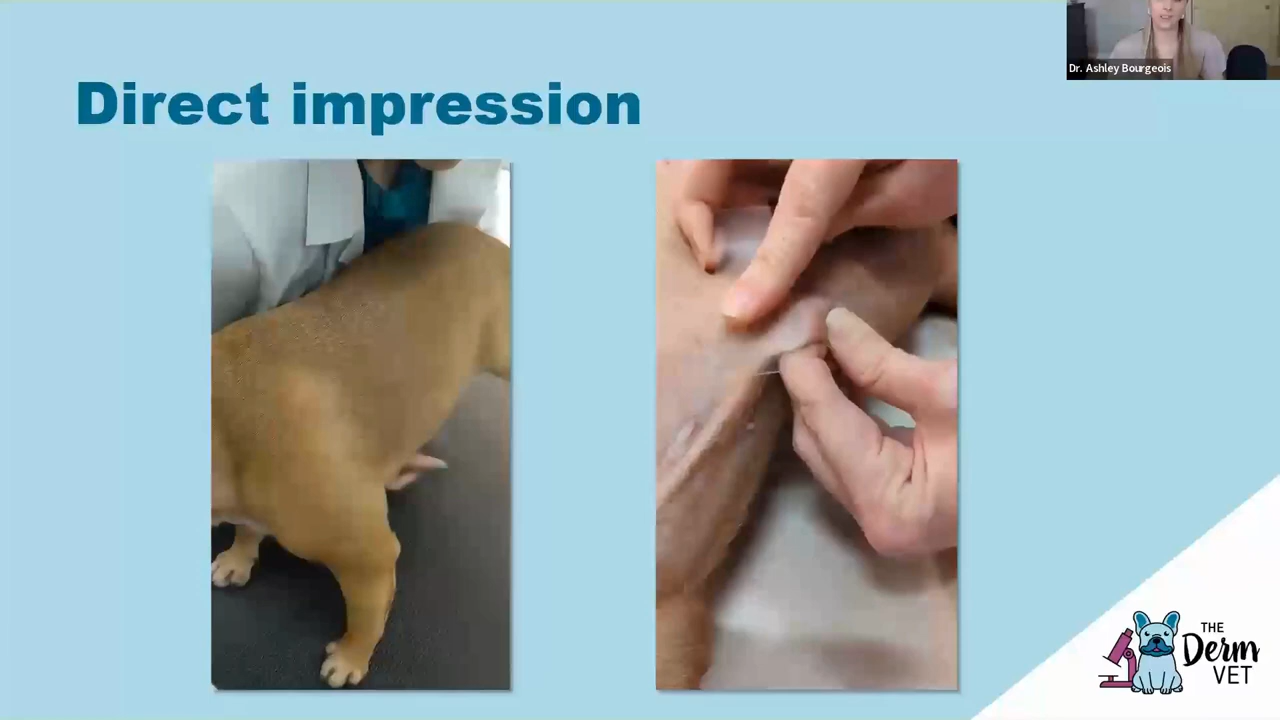 Dr. Ashley Bourgeois
Direct impression
THE
Derm
VET